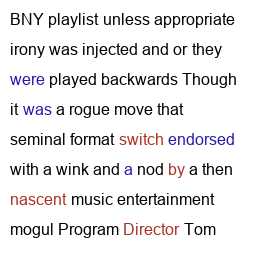 BNY playlist unless appropriate
irony was injected and or they
were played backwards Though
it was a rogue move that
seminal format switch endorsed
with a wink and a nod by a then
nascent music entertainment
mogul Program Director Tom